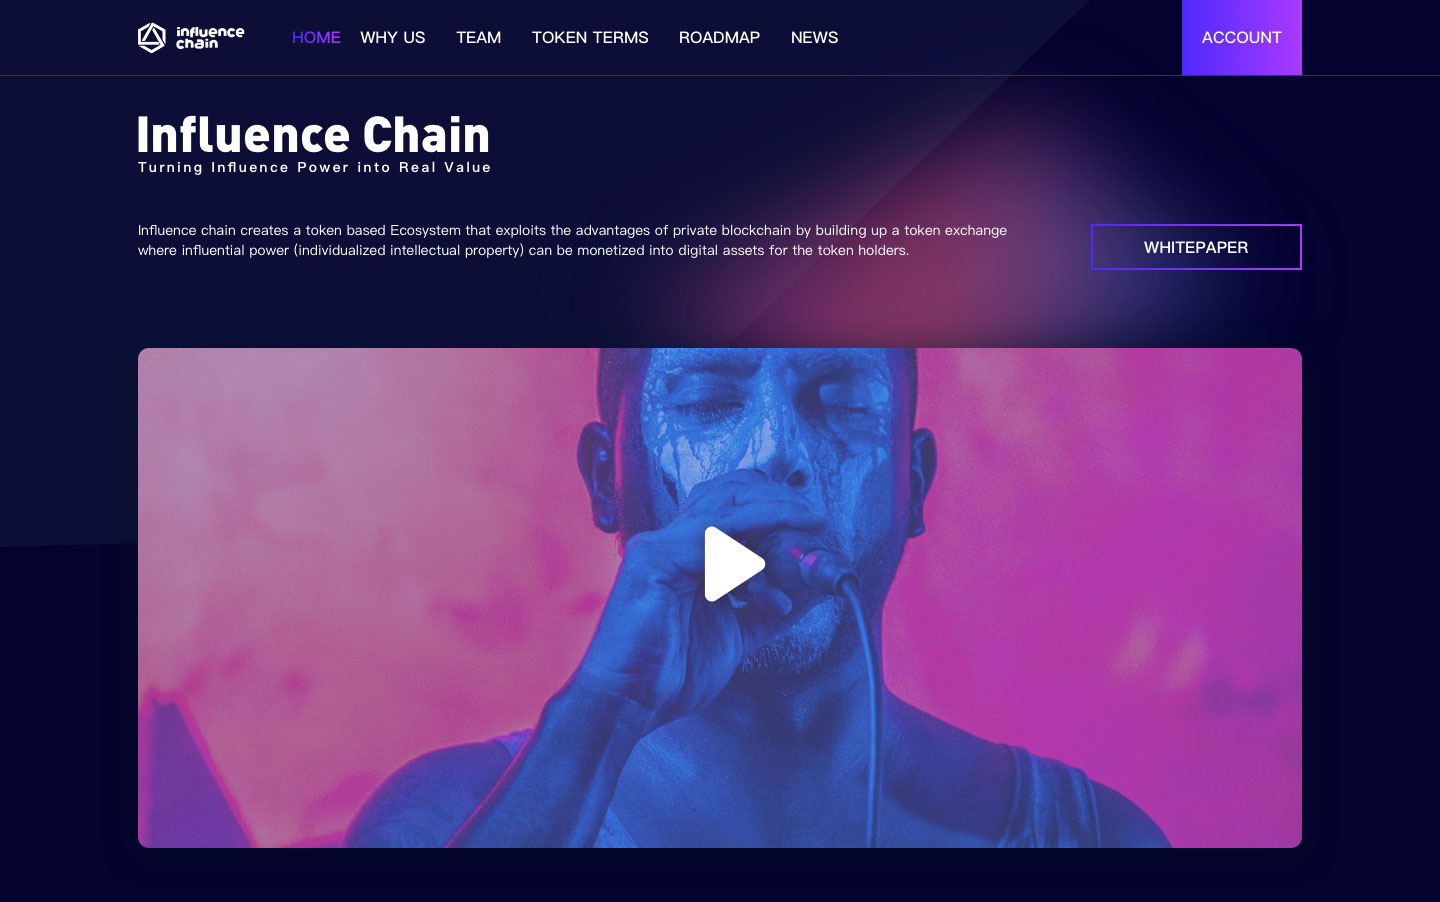 influence
chain
HOME WHY US TEAM TOKEN TERMS ROADMAP NEWS ACCOUNT
Influence Chain
Turning Influence Power into Real Value
Influence chain creates a token based Ecosystem that exploits the advantages of private blockchain by building up a token exchange
where influential power (individualized intellectual property) can be monetized into digital assets for the token holders.
WHITEPAPER